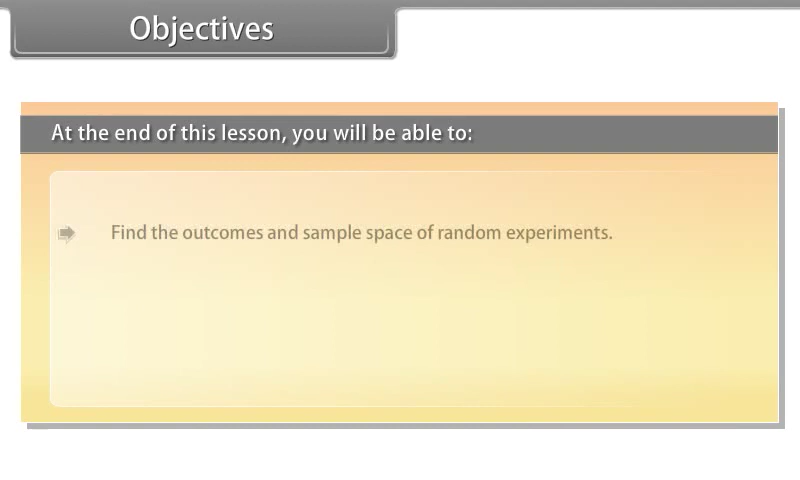 Objectives
At the end of this lesson, you will be able to:
Find the outcomes and sample space of random experiments.